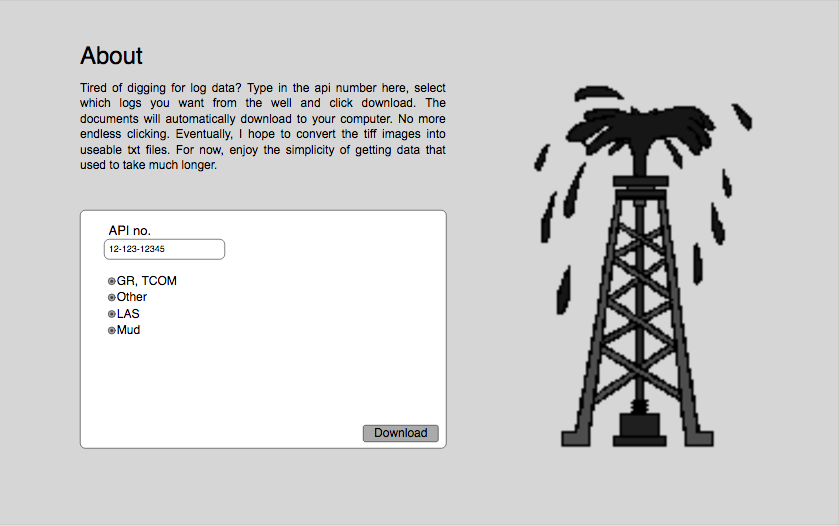 About
Tired of digging for log data? Type in the api number here, select
which logs you want from the well and click download. The
documents will automatically download to your computer. No more
endless clicking. Eventually, I hope to convert the tiff images into
useable txt files. For now, enjoy the simplicity of getting data that
used to take much longer.
API no.
12-123-12345
GR, TCOM
Other
LAS
Mud
Download